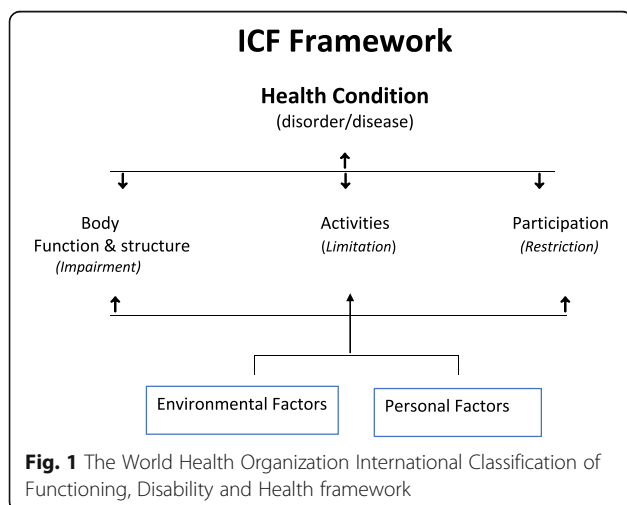 ICF Framework
Health Condition
(disorder/disease)
Body
Function & structure
(Impairment)
Activities
(Limitation)
Participation
(Restriction)
Environmental Factors
Personal Factors
Fig. 1 The World Health Organization International Classification of
Functioning, Disability and Health framework